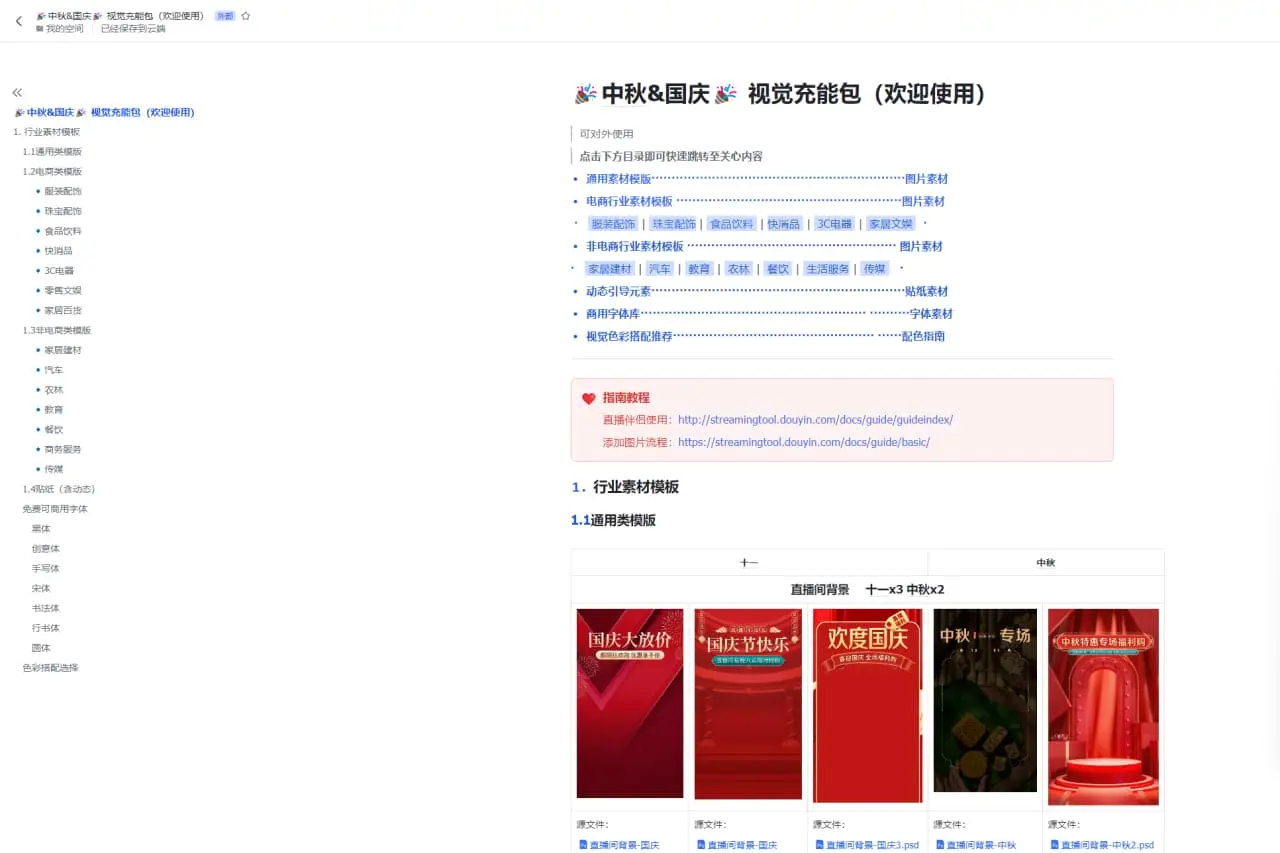 中秋&国庆 视觉充能包（欢迎使用） 外部
我的空间 已经保存到云端
中秋&国庆 视觉充能包（欢迎使用）
1. 行业素材模板
1.1通用类模版
1.2电商类模版
服装配饰
珠宝配饰
食品饮料
快消品
3C电器
零售文娱
家居百货
1.3非电商类模版
家居建材
汽车
农林
教育
餐饮
商务服务
传媒
1.4贴纸（含动态）
免费可商用字体
黑体
创意体
手写体
宋体
书法体
行书体
圆体
色彩搭配选择
中秋&国庆 视觉充能包（欢迎使用）
可对外使用
点击下方目录即可快速跳转至关心内容
通用素材模版 图片素材
电商行业素材模板 图片素材
服装配饰 | 珠宝配饰 | 食品饮料 | 快消品 | 3C电器 | 家居文娱
非电商行业素材模板 图片素材
家居建材 | 汽车 | 教育 | 农林 | 餐饮 | 生活服务 | 传媒
动态引导元素 贴纸素材
商用字体库 字体素材
视觉色彩搭配推荐 配色指南
指南教程
直播伴侣使用：http://streamingtool.douyin.com/docs/guide/guideindex/
添加图片流程：https://streamingtool.douyin.com/docs/guide/basic/
1. 行业素材模板
1.1通用类模版
十一 中秋
直播间背景 十一x3 中秋x2
国庆大放价
国庆节快乐
欢度国庆
喜迎国庆 全场福利购
中秋 专场
中秋特惠专场福利购
源文件： 源文件： 源文件： 源文件： 源文件：
直播间背景-国庆 直播间背景-国庆 直播间背景-国庆3.psd 直播间背景-中秋 直播间背景-中秋2.psd